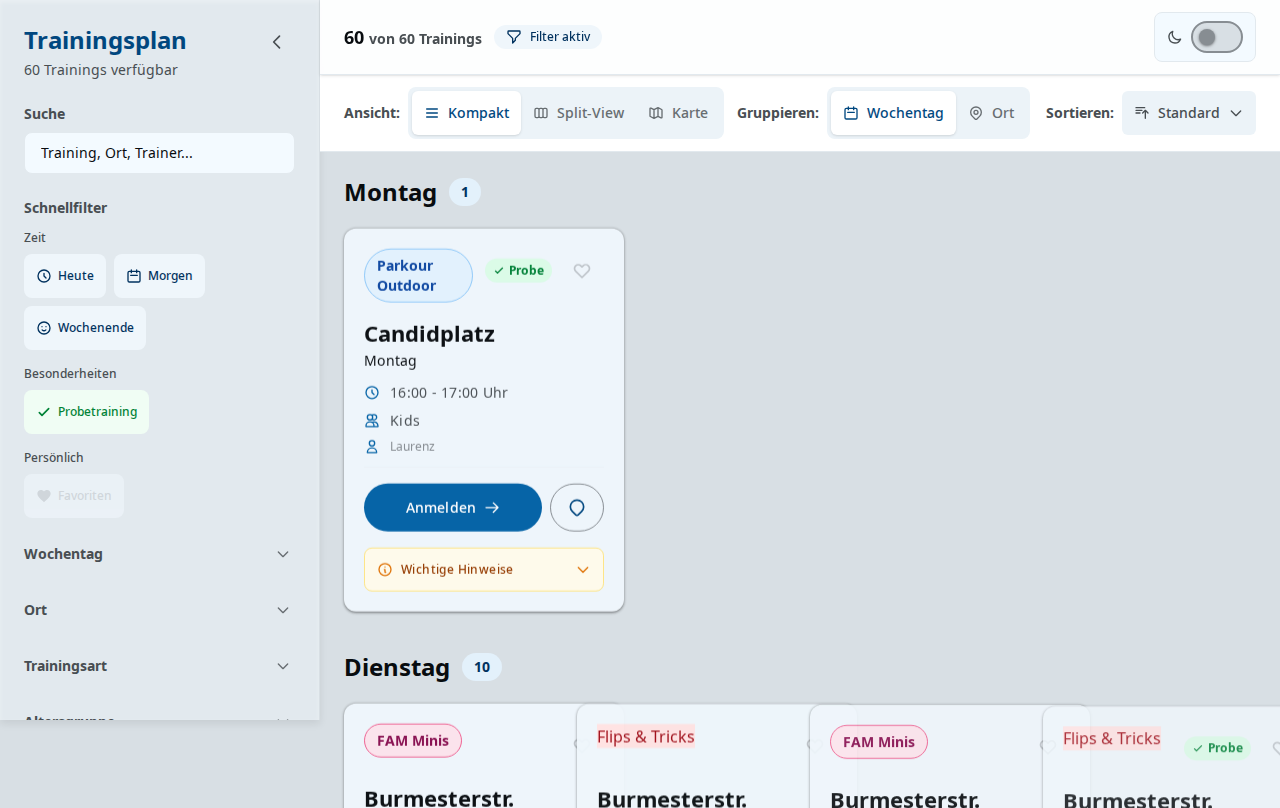 Trainingsplan
60 Trainings verfügbar
Suche
Training, Ort, Trainer...
Schnellfilter
Zeit
Heute
Morgen
Wochenende
Besonderheiten
Probetraining
Persönlich
Favoriten
Wochentag
Ort
Trainingsart
Altersgruppe
60 von 60 Trainings
Filter aktiv
Ansicht:
Kompakt
Split-View
Karte
Gruppieren:
Wochentag
Ort
Sortieren:
Standard
Montag
1
Parkour
Outdoor
Probe
Candidplatz
Montag
16:00 - 17:00 Uhr
Kids
Laurenz
Anmelden
Wichtige Hinweise
Dienstag
10
FAM Minis
Burmesterstr.
Flips & Tricks
Burmesterstr.
FAM Minis
Burmesterstr.
Flips & Tricks
Probe
Burmesterstr.